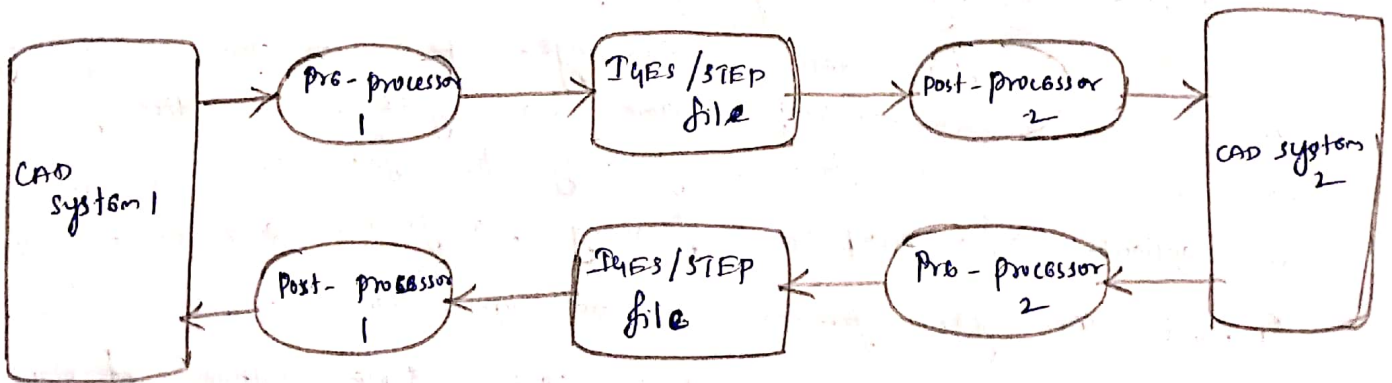 Pre-processor
1
IGES/STEP
file
Post-processor
2
CAD
system 1
CAD system
2
Post-processor
1
IGES/STEP
file
Pre-processor
2